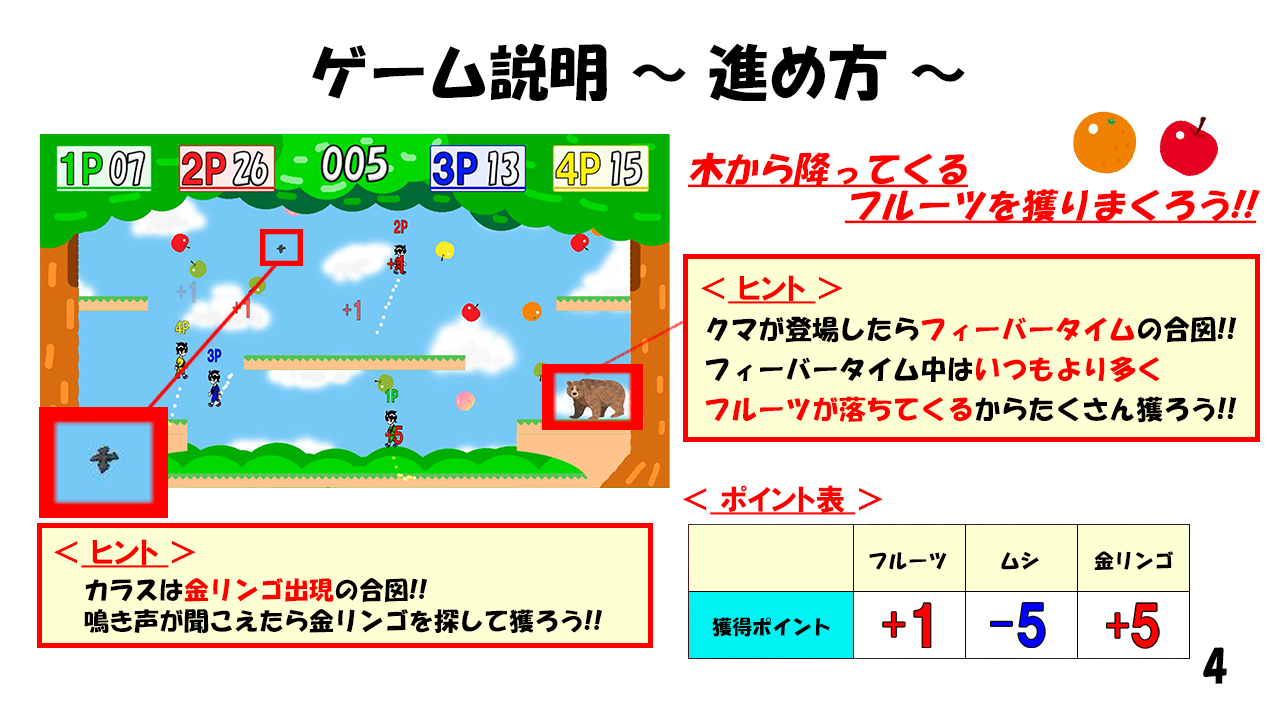 ゲーム説明 ～ 進め方 ～
1P 07
2P 26
005
3P 13
4P 15
木から降ってくる
フルーツを獲りまくろう!!
2P
+1
+1
+1
4P
3P
1P
+5
＜ ヒント ＞
クマが登場したらフィーバータイムの合図!!
フィーバータイム中はいつもより多く
フルーツが落ちてくるからたくさん獲ろう!!
＜ ヒント ＞
カラスは金リンゴ出現の合図!!
鳴き声が聞こえたら金リンゴを探して獲ろう!!
＜ ポイント表 ＞
フルーツ ムシ 金リンゴ
獲得ポイント +1 -5 +5
4